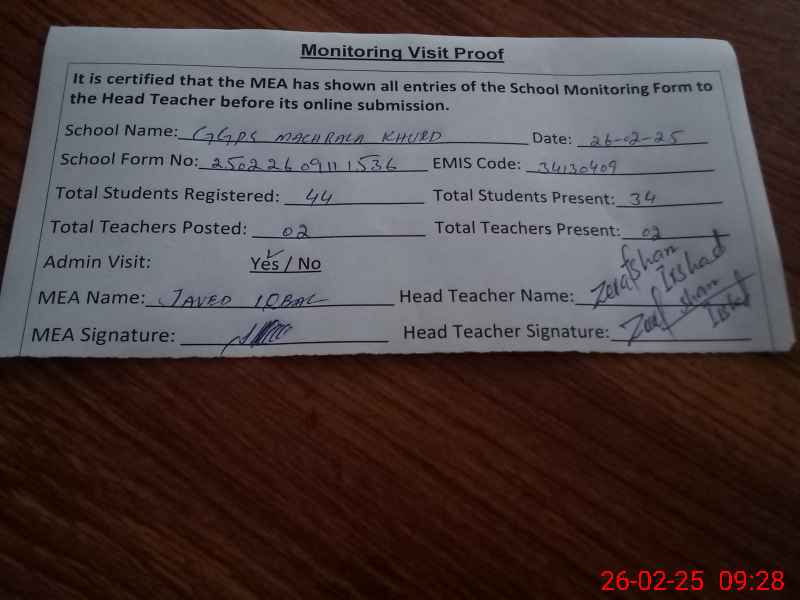 Monitoring Visit Proof
It is certified that the MEA has shown all entries of the School Monitoring Form to
the Head Teacher before its online submission.
School Name: GGPS MACHRALA KHURD Date: 26-02-25
School Form No: 25022609111536 EMIS Code: 34130409
Total Students Registered: 44 Total Students Present: 34
Total Teachers Posted: 02 Total Teachers Present: 02
Admin Visit: Yes / No
MEA Name: JAVED IQBAL Head Teacher Name: Zerafshan Irshad
MEA Signature: Head Teacher Signature: Zerafshan Irshad
26-02-25 09:28